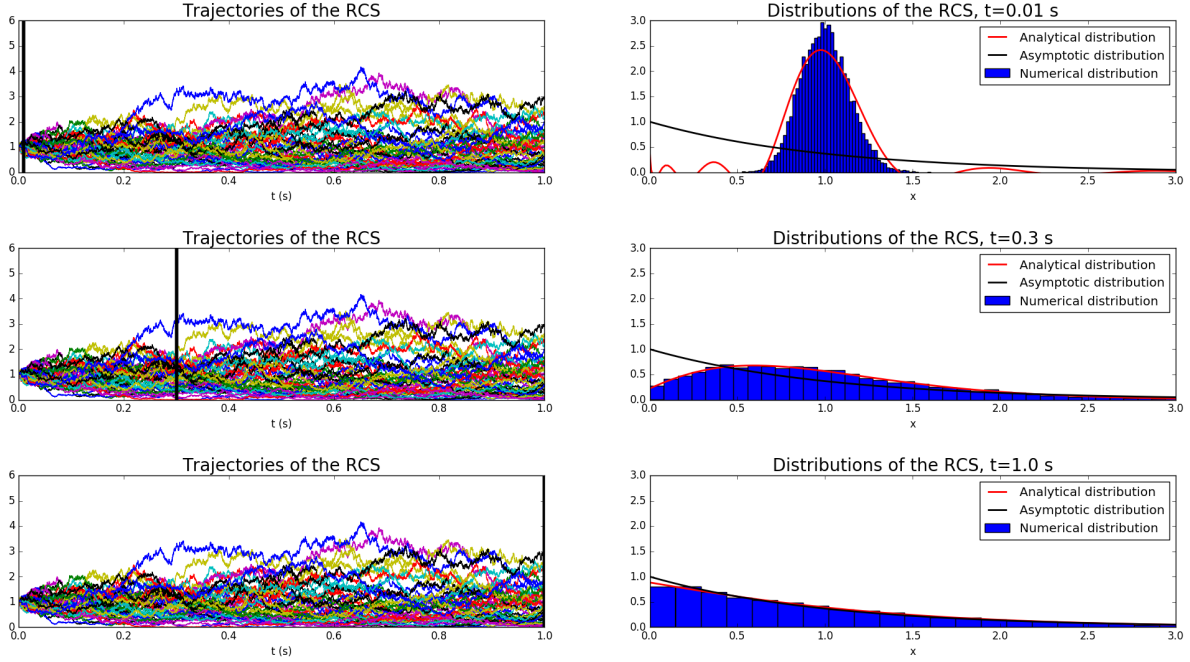 Trajectories of the RCS
6
5
4
3
2
1
0
0.0 0.2 0.4 0.6 0.8 1.0
t (s)
Distributions of the RCS, t=0.01 s
3.0
2.5
2.0
1.5
1.0
0.5
0.0
Analytical distribution
Asymptotic distribution
Numerical distribution
0.0 0.5 1.0 1.5 2.0 2.5 3.0
x
Trajectories of the RCS
6
5
4
3
2
1
0
0.0 0.2 0.4 0.6 0.8 1.0
t (s)
Distributions of the RCS, t=0.3 s
3.0
2.5
2.0
1.5
1.0
0.5
0.0
Analytical distribution
Asymptotic distribution
Numerical distribution
0.0 0.5 1.0 1.5 2.0 2.5 3.0
x
Trajectories of the RCS
6
5
4
3
2
1
0
0.0 0.2 0.4 0.6 0.8 1.0
t (s)
Distributions of the RCS, t=1.0 s
3.0
2.5
2.0
1.5
1.0
0.5
0.0
Analytical distribution
Asymptotic distribution
Numerical distribution
0.0 0.5 1.0 1.5 2.0 2.5 3.0
x